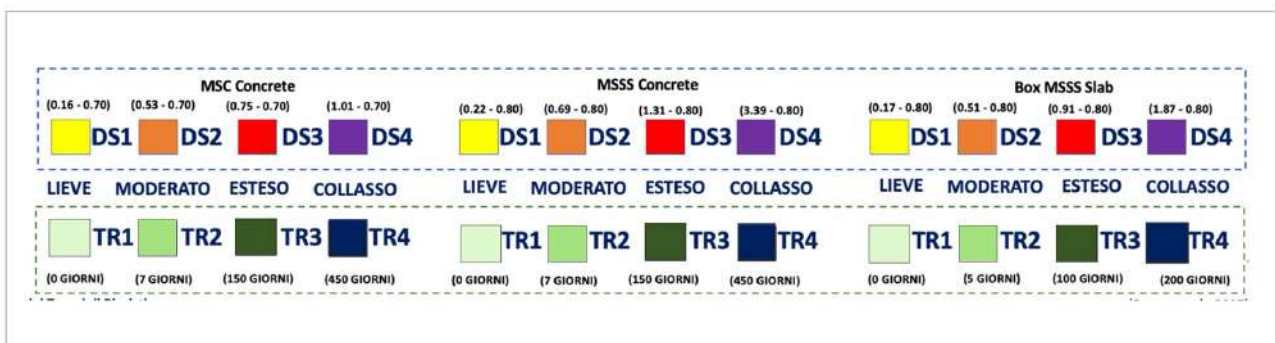 MSC Concrete MSSS Concrete Box MSSS Slab
(0.16 - 0.70) (0.53 - 0.70) (0.75 - 0.70) (1.01 - 0.70) (0.22 - 0.80) (0.69 - 0.80) (1.31 - 0.80) (3.39 - 0.80) (0.17 - 0.80) (0.51 - 0.80) (0.91 - 0.80) (1.87 - 0.80)
DS1 DS2 DS3 DS4 DS1 DS2 DS3 DS4 DS1 DS2 DS3 DS4
LIEVE MODERATO ESTESO COLLASSO LIEVE MODERATO ESTESO COLLASSO LIEVE MODERATO ESTESO COLLASSO
TR1 TR2 TR3 TR4 TR1 TR2 TR3 TR4 TR1 TR2 TR3 TR4
(0 GIORNI) (7 GIORNI) (150 GIORNI) (450 GIORNI) (0 GIORNI) (7 GIORNI) (150 GIORNI) (450 GIORNI) (0 GIORNI) (5 GIORNI) (100 GIORNI) (200 GIORNI)